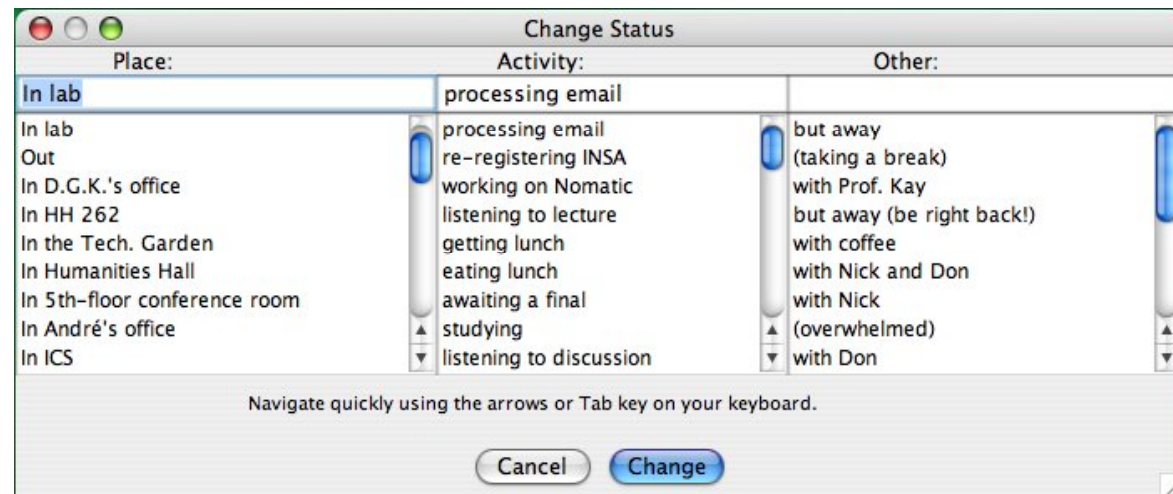 Change Status
Place: Activity: Other:
In lab processing email
In lab processing email but away
Out re-registering INSA (taking a break)
In D.G.K.'s office working on Nomatic with Prof. Kay
In HH 262 listening to lecture but away (be right back!)
In the Tech. Garden getting lunch with coffee
In Humanities Hall eating lunch with Nick and Don
In 5th-floor conference room awaiting a final with Nick
In André's office studying (overwhelmed)
In ICS listening to discussion with Don
Navigate quickly using the arrows or Tab key on your keyboard.
Cancel Change